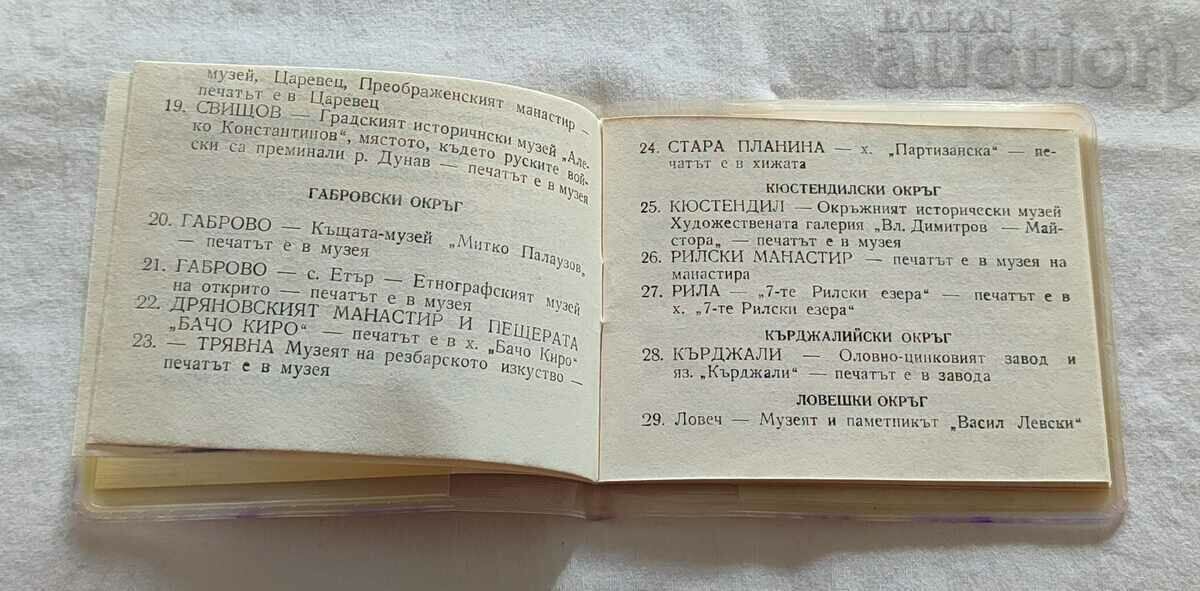 BALKAN
auction
музей, Царевец, Преображенският манастир –
печатът е в Царевец
19. СВИЩОВ — Градският историчнски музей „Але-
ко Константинов“, мястото, където руските вой-
ски са преминали р. Дунав — печатът е в музея
ГАБРОВСКИ ОКРЪГ
20. ГАБРОВО — Къщата-музей „Митко Палаузов,
— печатът е в музея
21. ГАБРОВО — с. Етър — Етнографският музей
на открито — печатът е в музея
22. ДРЯНОВСКИЯТ МАНАСТИР И ПЕЩЕРАТА
„БАЧО КИРО“ — печатът е в х. „Бачо Киро“
23. — ТРЯВНА Музеят на резбарското изкуство —
печатът е в музея
24. СТАРА ПЛАНИНА — х. „Партизанска“ — пе-
чатът е в хижата
КЮСТЕНДИЛСКИ ОКРЪГ
25. КЮСТЕНДИЛ — Окръжният исторически музей
Художествената галерия „Вл. Димитров — Май-
стора„ — печатът е в музея
26. РИЛСКИ МАНАСТИР — печатът е в музея на
манастира
27. РИЛА — „7-те Рилски езера“ — печатът е в
х. „7-те Рилски езера“
КЪРДЖАЛИЙСКИ ОКРЪГ
28. КЪРДЖАЛИ — Оловно-цинковият завод и
яз. „Кърджали“ — печатът е в завода
ЛОВЕШКИ ОКРЪГ
29. Ловеч — Музеят и паметникът „Васил Левски“